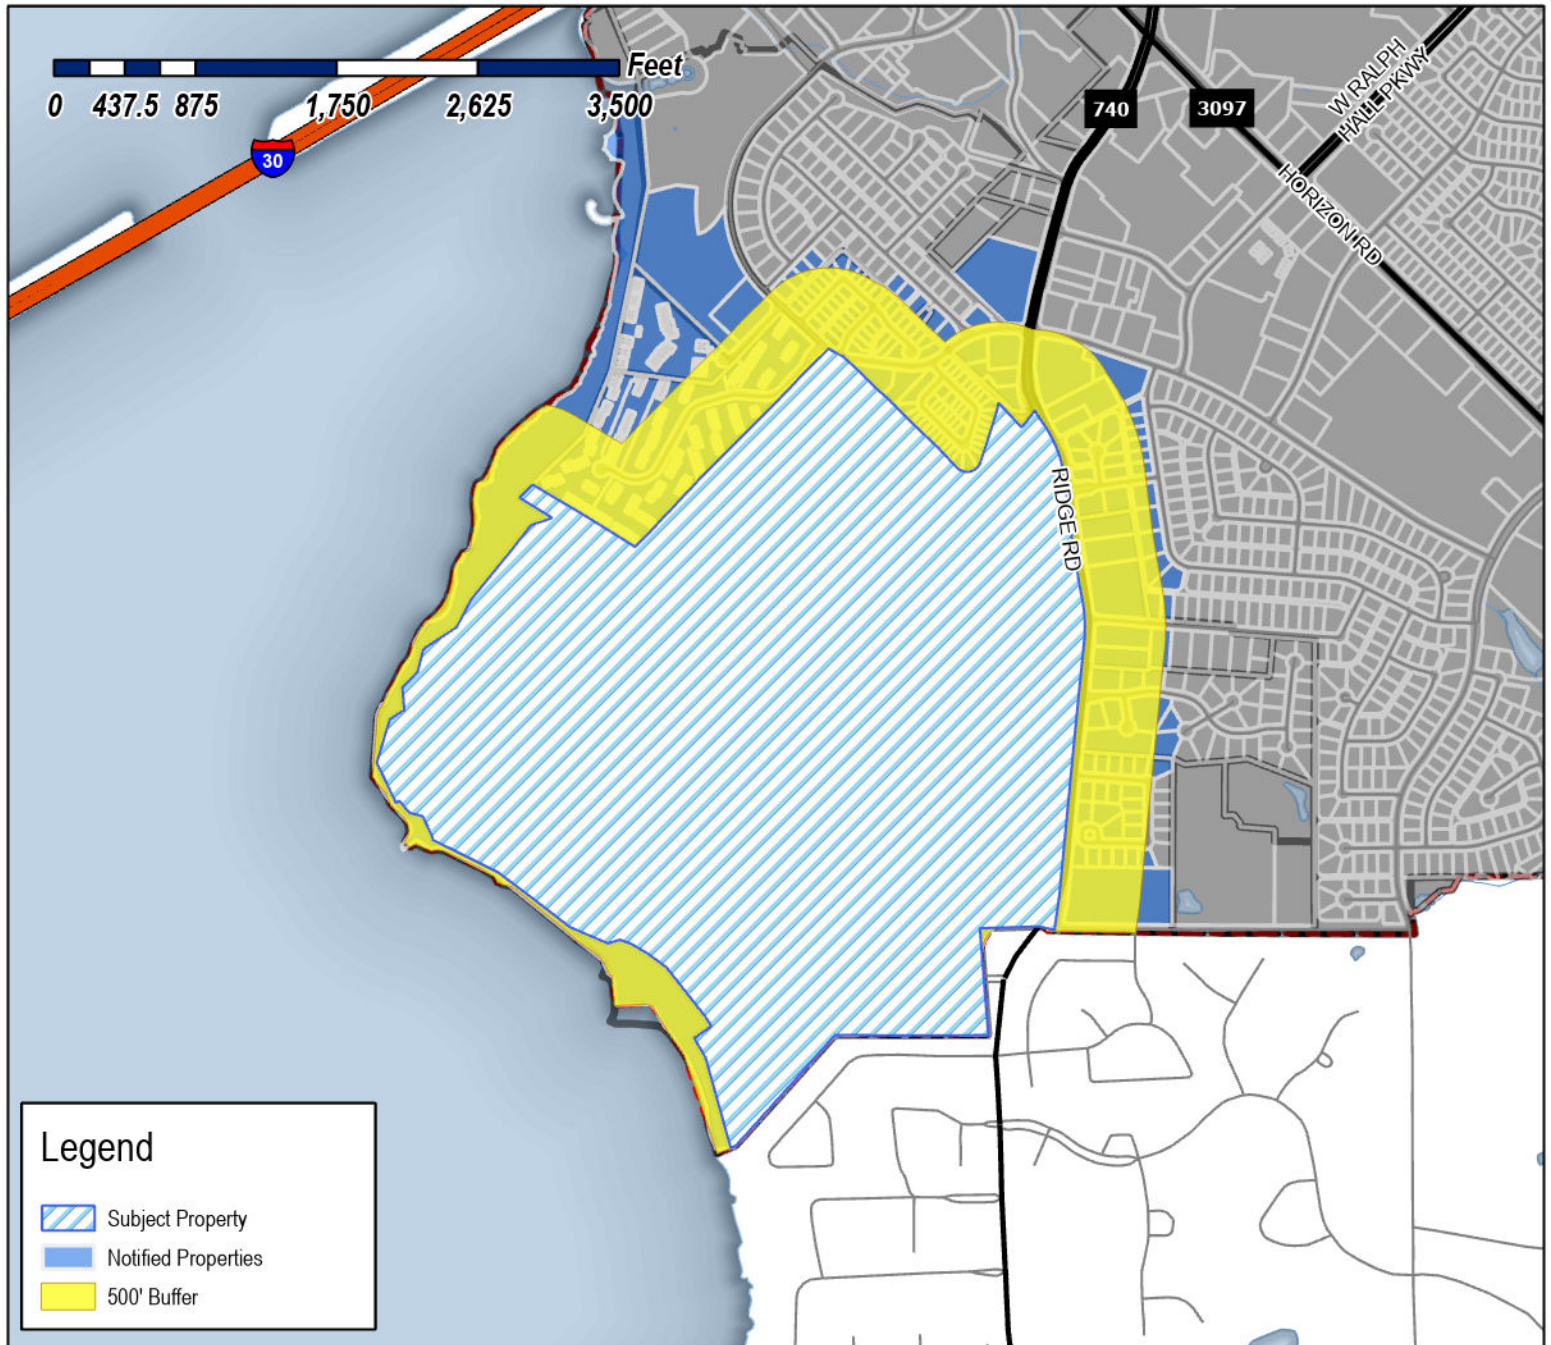 Feet
0 437.5 875 1,750 2,625 3,500
30
740
3097
W RALPH
HALL PKWY
HORIZON RD
RIDGE RD
Legend
Subject Property
Notified Properties
500' Buffer